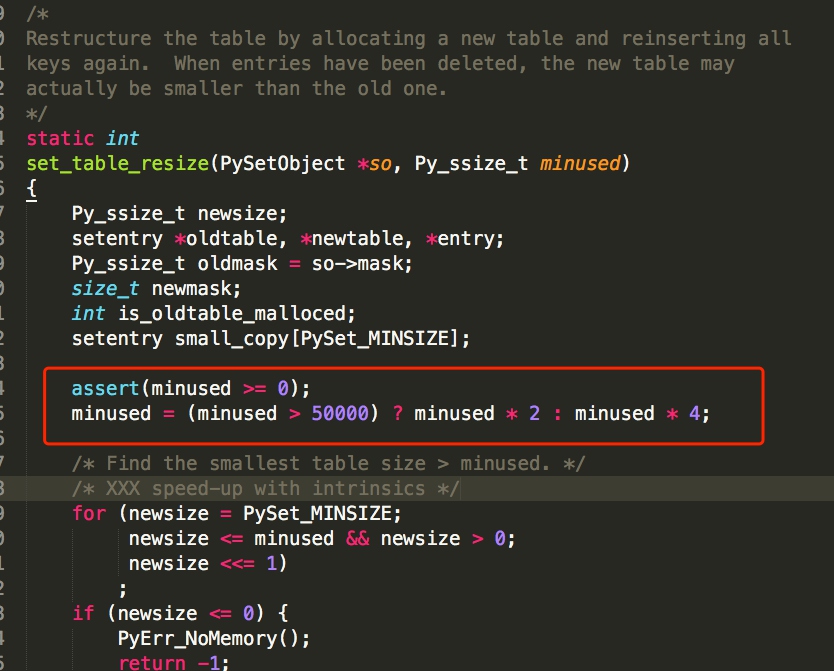 9 /*
0 Restructure the table by allocating a new table and reinserting all
1 keys again.  When entries have been deleted, the new table may
2 actually be smaller than the old one.
3 */
4 static int
5 set_table_resize(PySetObject *so, Py_ssize_t minused)
6 {
7     Py_ssize_t newsize;
8     setentry *oldtable, *newtable, *entry;
9     Py_ssize_t oldmask = so->mask;
0     size_t newmask;
1     int is_oldtable_malloced;
2     setentry small_copy[PySet_MINSIZE];
3
4     assert(minused >= 0);
5     minused = (minused > 50000) ? minused * 2 : minused * 4;
6
7     /* Find the smallest table size > minused. */
8     /* XXX speed-up with intrinsics */
9     for (newsize = PySet_MINSIZE;
0          newsize <= minused && newsize > 0;
1          newsize <<= 1)
2         ;
3     if (newsize <= 0) {
4         PyErr_NoMemory();
5         return -1;